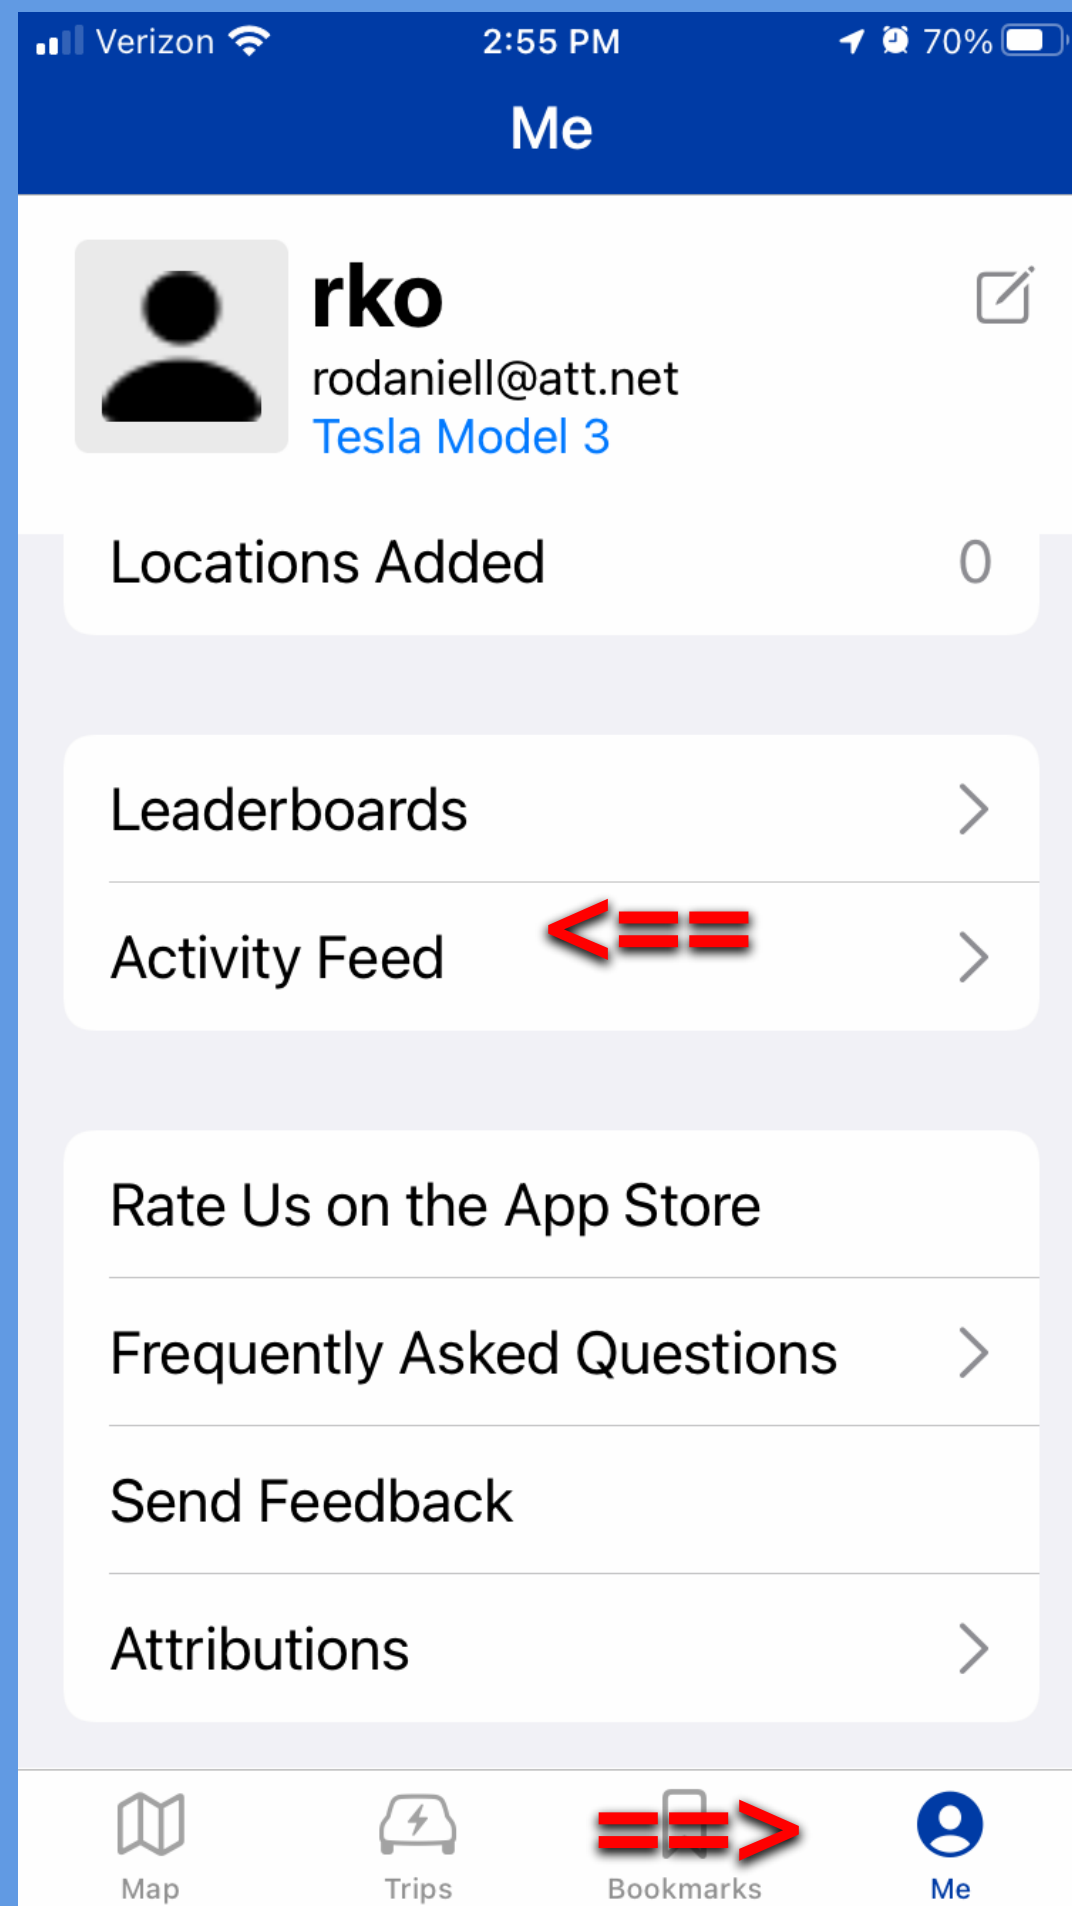 Verizon 2:55 PM 70%
Me
rko
rodaniell@att.net
Tesla Model 3
Locations Added 0
Leaderboards
Activity Feed <==
Rate Us on the App Store
Frequently Asked Questions
Send Feedback
Attributions
==>
Map Trips Bookmarks Me